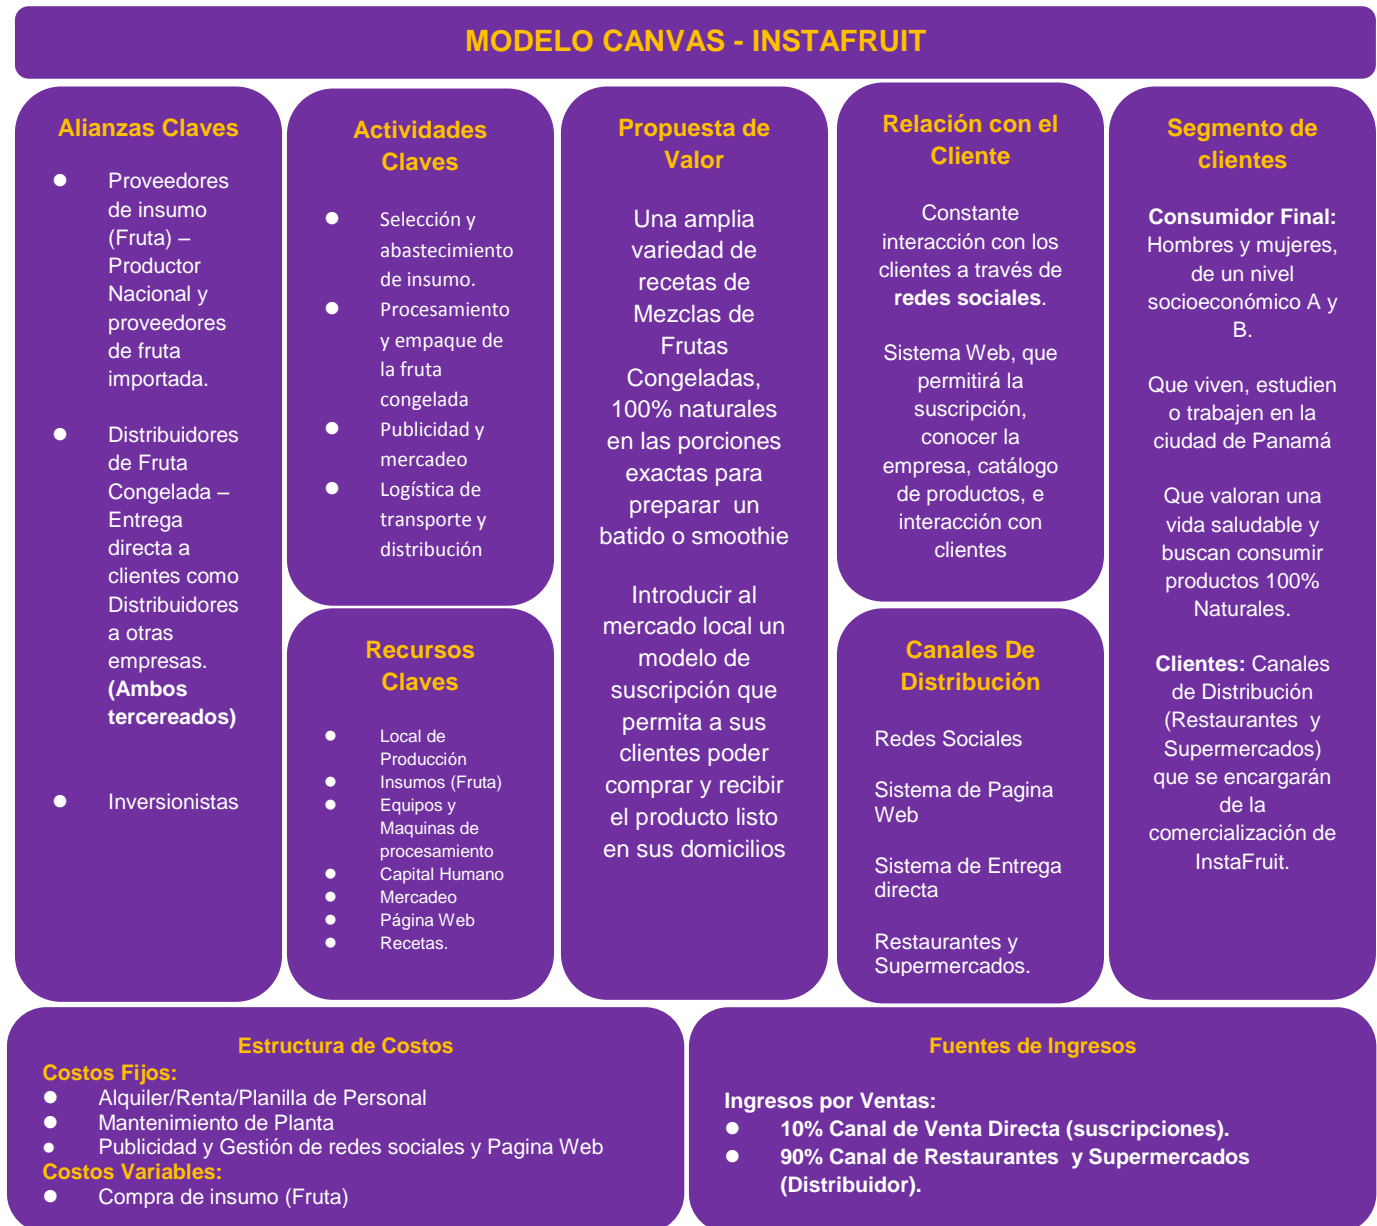 MODELO CANVAS - INSTAFRUIT
Alianzas Claves
● Proveedores
de insumo
(Fruta) –
Productor
Nacional y
proveedores
de fruta
importada.
● Distribuidores
de Fruta
Congelada –
Entrega
directa a
clientes como
Distribuidores
a otras
empresas.
(Ambos
tercereados)
● Inversionistas
Actividades
Claves
● Selección y
abastecimiento
de insumo.
● Procesamiento
y empaque de
la fruta
congelada
● Publicidad y
mercadeo
● Logística de
transporte y
distribución
Recursos
Claves
● Local de
Producción
● Insumos (Fruta)
● Equipos y
Maquinas de
procesamiento
● Capital Humano
● Mercadeo
● Página Web
● Recetas.
Propuesta de
Valor
Una amplia
variedad de
recetas de
Mezclas de
Frutas
Congeladas,
100% naturales
en las porciones
exactas para
preparar un
batido o smoothie
Introducir al
mercado local un
modelo de
suscripción que
permita a sus
clientes poder
comprar y recibir
el producto listo
en sus domicilios
Relación con el
Cliente
Constante
interacción con los
clientes a través de
redes sociales.
Sistema Web, que
permitirá la
suscripción,
conocer la
empresa, catálogo
de productos, e
interacción con
clientes
Canales De
Distribución
Redes Sociales
Sistema de Pagina
Web
Sistema de Entrega
directa
Restaurantes y
Supermercados.
Segmento de
clientes
Consumidor Final:
Hombres y mujeres,
de un nivel
socioeconómico A y
B.
Que viven, estudien
o trabajen en la
ciudad de Panamá
Que valoran una
vida saludable y
buscan consumir
productos 100%
Naturales.
Clientes: Canales
de Distribución
(Restaurantes y
Supermercados)
que se encargarán
de la
comercialización de
InstaFruit.
Estructura de Costos
Costos Fijos:
● Alquiler/Renta/Planilla de Personal
● Mantenimiento de Planta
● Publicidad y Gestión de redes sociales y Pagina Web
Costos Variables:
● Compra de insumo (Fruta)
Fuentes de Ingresos
Ingresos por Ventas:
● 10% Canal de Venta Directa (suscripciones).
● 90% Canal de Restaurantes y Supermercados
(Distribuidor).